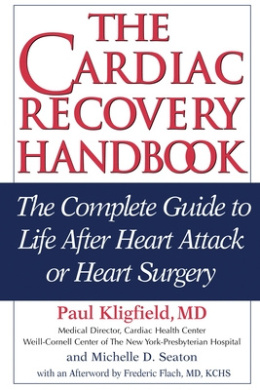 THE
CARDIAC
RECOVERY
HANDBOOK
The Complete Guide to
Life After Heart Attack
or Heart Surgery
Paul Kligfield, MD
Medical Director, Cardiac Health Center
Weill-Cornell Center of The New York-Presbyterian Hospital
and Michelle D. Seaton
with an Afterword by Frederic Flach, MD, KCHS